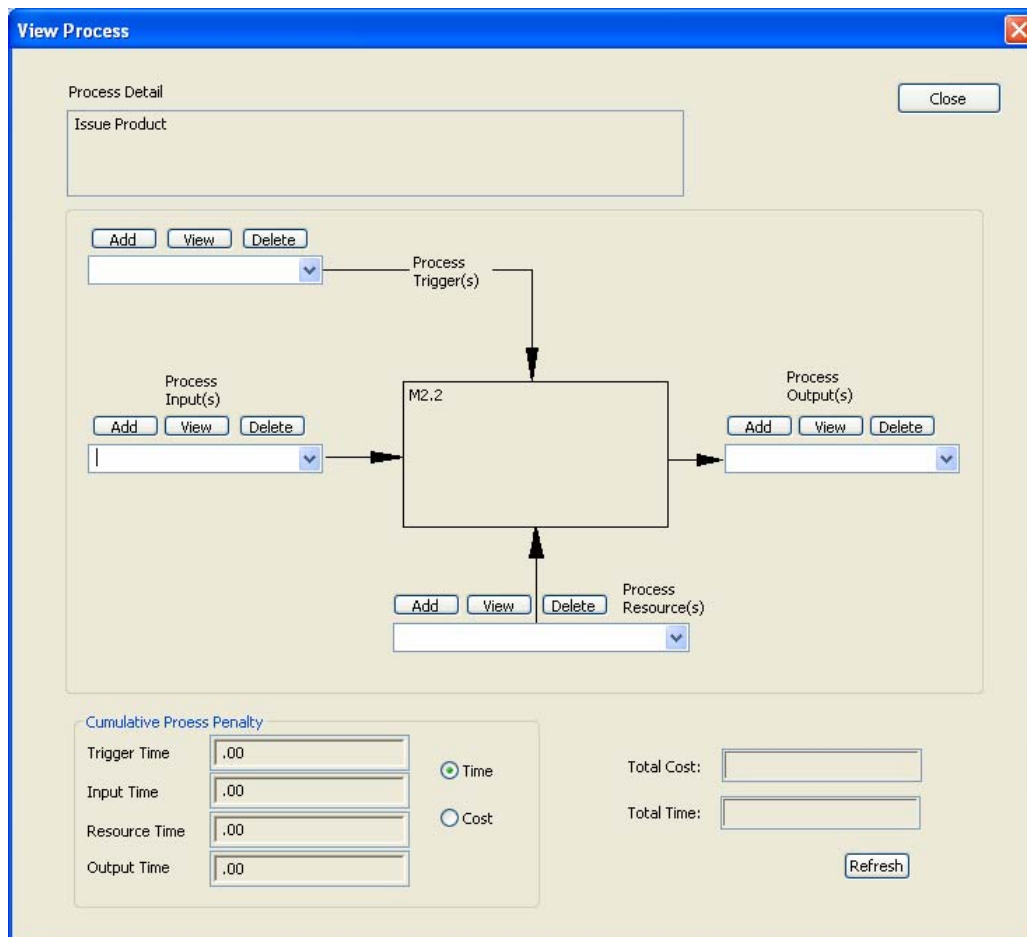 View Process
Process Detail
Close
Issue Product
Add View Delete
Process
Trigger(s)
Process
Input(s)
Add View Delete
M2.2
Process
Output(s)
Add View Delete
Process
Resource(s)
Add View Delete
Cumulative Proess Penalty
Trigger Time .00
Input Time .00
Resource Time .00
Output Time .00
Time
Cost
Total Cost:
Total Time:
Refresh